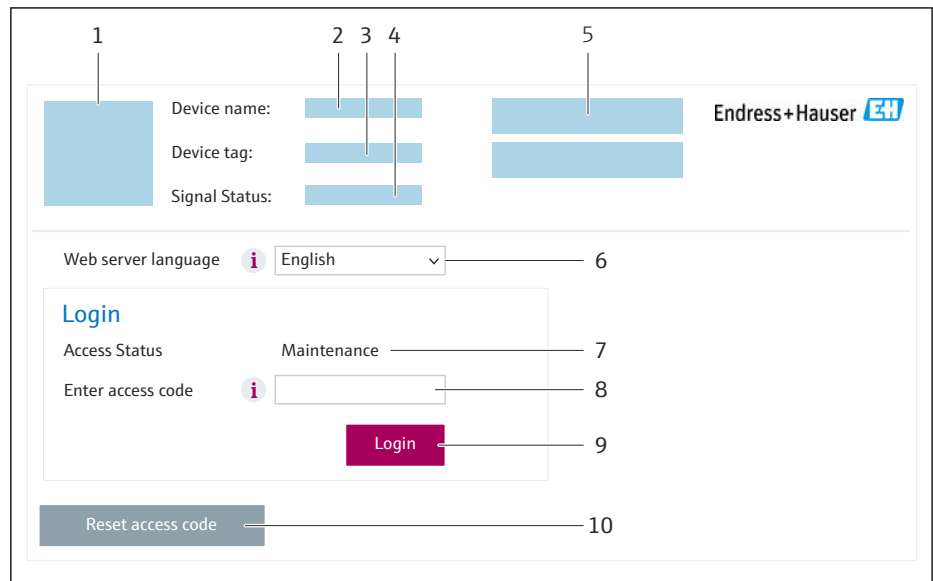 1 2 3 4 5
Device name:
Endress+Hauser EH
Device tag:
Signal Status:
Web server language i English 6
Login
Access Status Maintenance 7
Enter access code i 8
Login 9
Reset access code 10